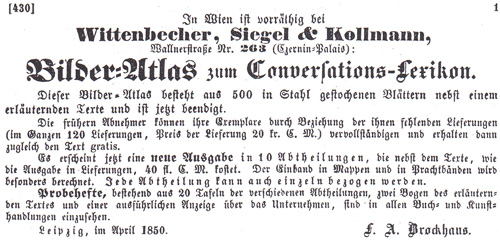 [430] 1
In Wien ist vorräthig bei
Wittenbecher, Siegel & Kollmann,
Wallnerstraße Nr. 263 (Czernin-Palais):
Bilder-Atlas zum Conversations-Lexikon.
Dieser Bilder-Atlas besteht aus 500 in Stahl gestochenen Blättern nebst einem
erläuternden Texte und ist jetzt beendigt.
Die frühern Abnehmer können ihre Exemplare durch Beziehung der ihnen fehlenden Lieferungen
(im Ganzen 120 Lieferungen, Preis der Lieferung 20 kr. C. M.) vervollständigen und erhalten dann
zugleich den Text gratis.
Es erscheint jetzt eine neue Ausgabe in 10 Abtheilungen, die nebst dem Texte, wie
die Ausgabe in Lieferungen, 40 fl. C. M. kostet. Der Einband in Mappen und in Prachtbänden wird
besonders berechnet. Jede Abtheilung kann auch einzeln bezogen werden.
Probehefte, bestehend aus 20 Tafeln der verschiedenen Abtheilungen, zwei Bogen des erläutern-
den Textes und einer ausführlichen Anzeige über das Unternehmen, sind in allen Buch- und Kunst-
handlungen einzusehen.
Leipzig, im April 1850. F. A. Brockhaus.